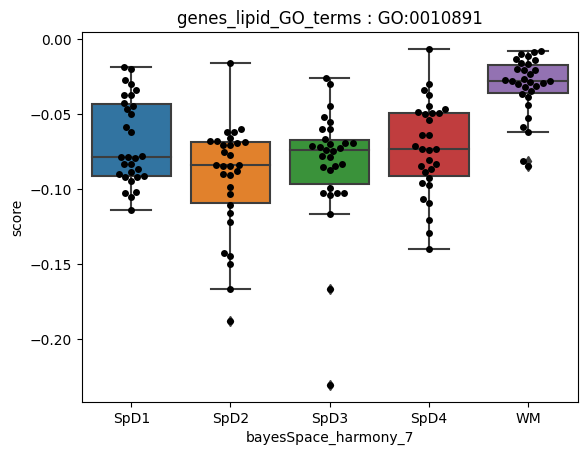 genes_lipid_GO_terms : GO:0010891
0.00
−0.05
−0.10
−0.15
−0.20
score
SpD1 SpD2 SpD3 SpD4 WM
bayesSpace_harmony_7